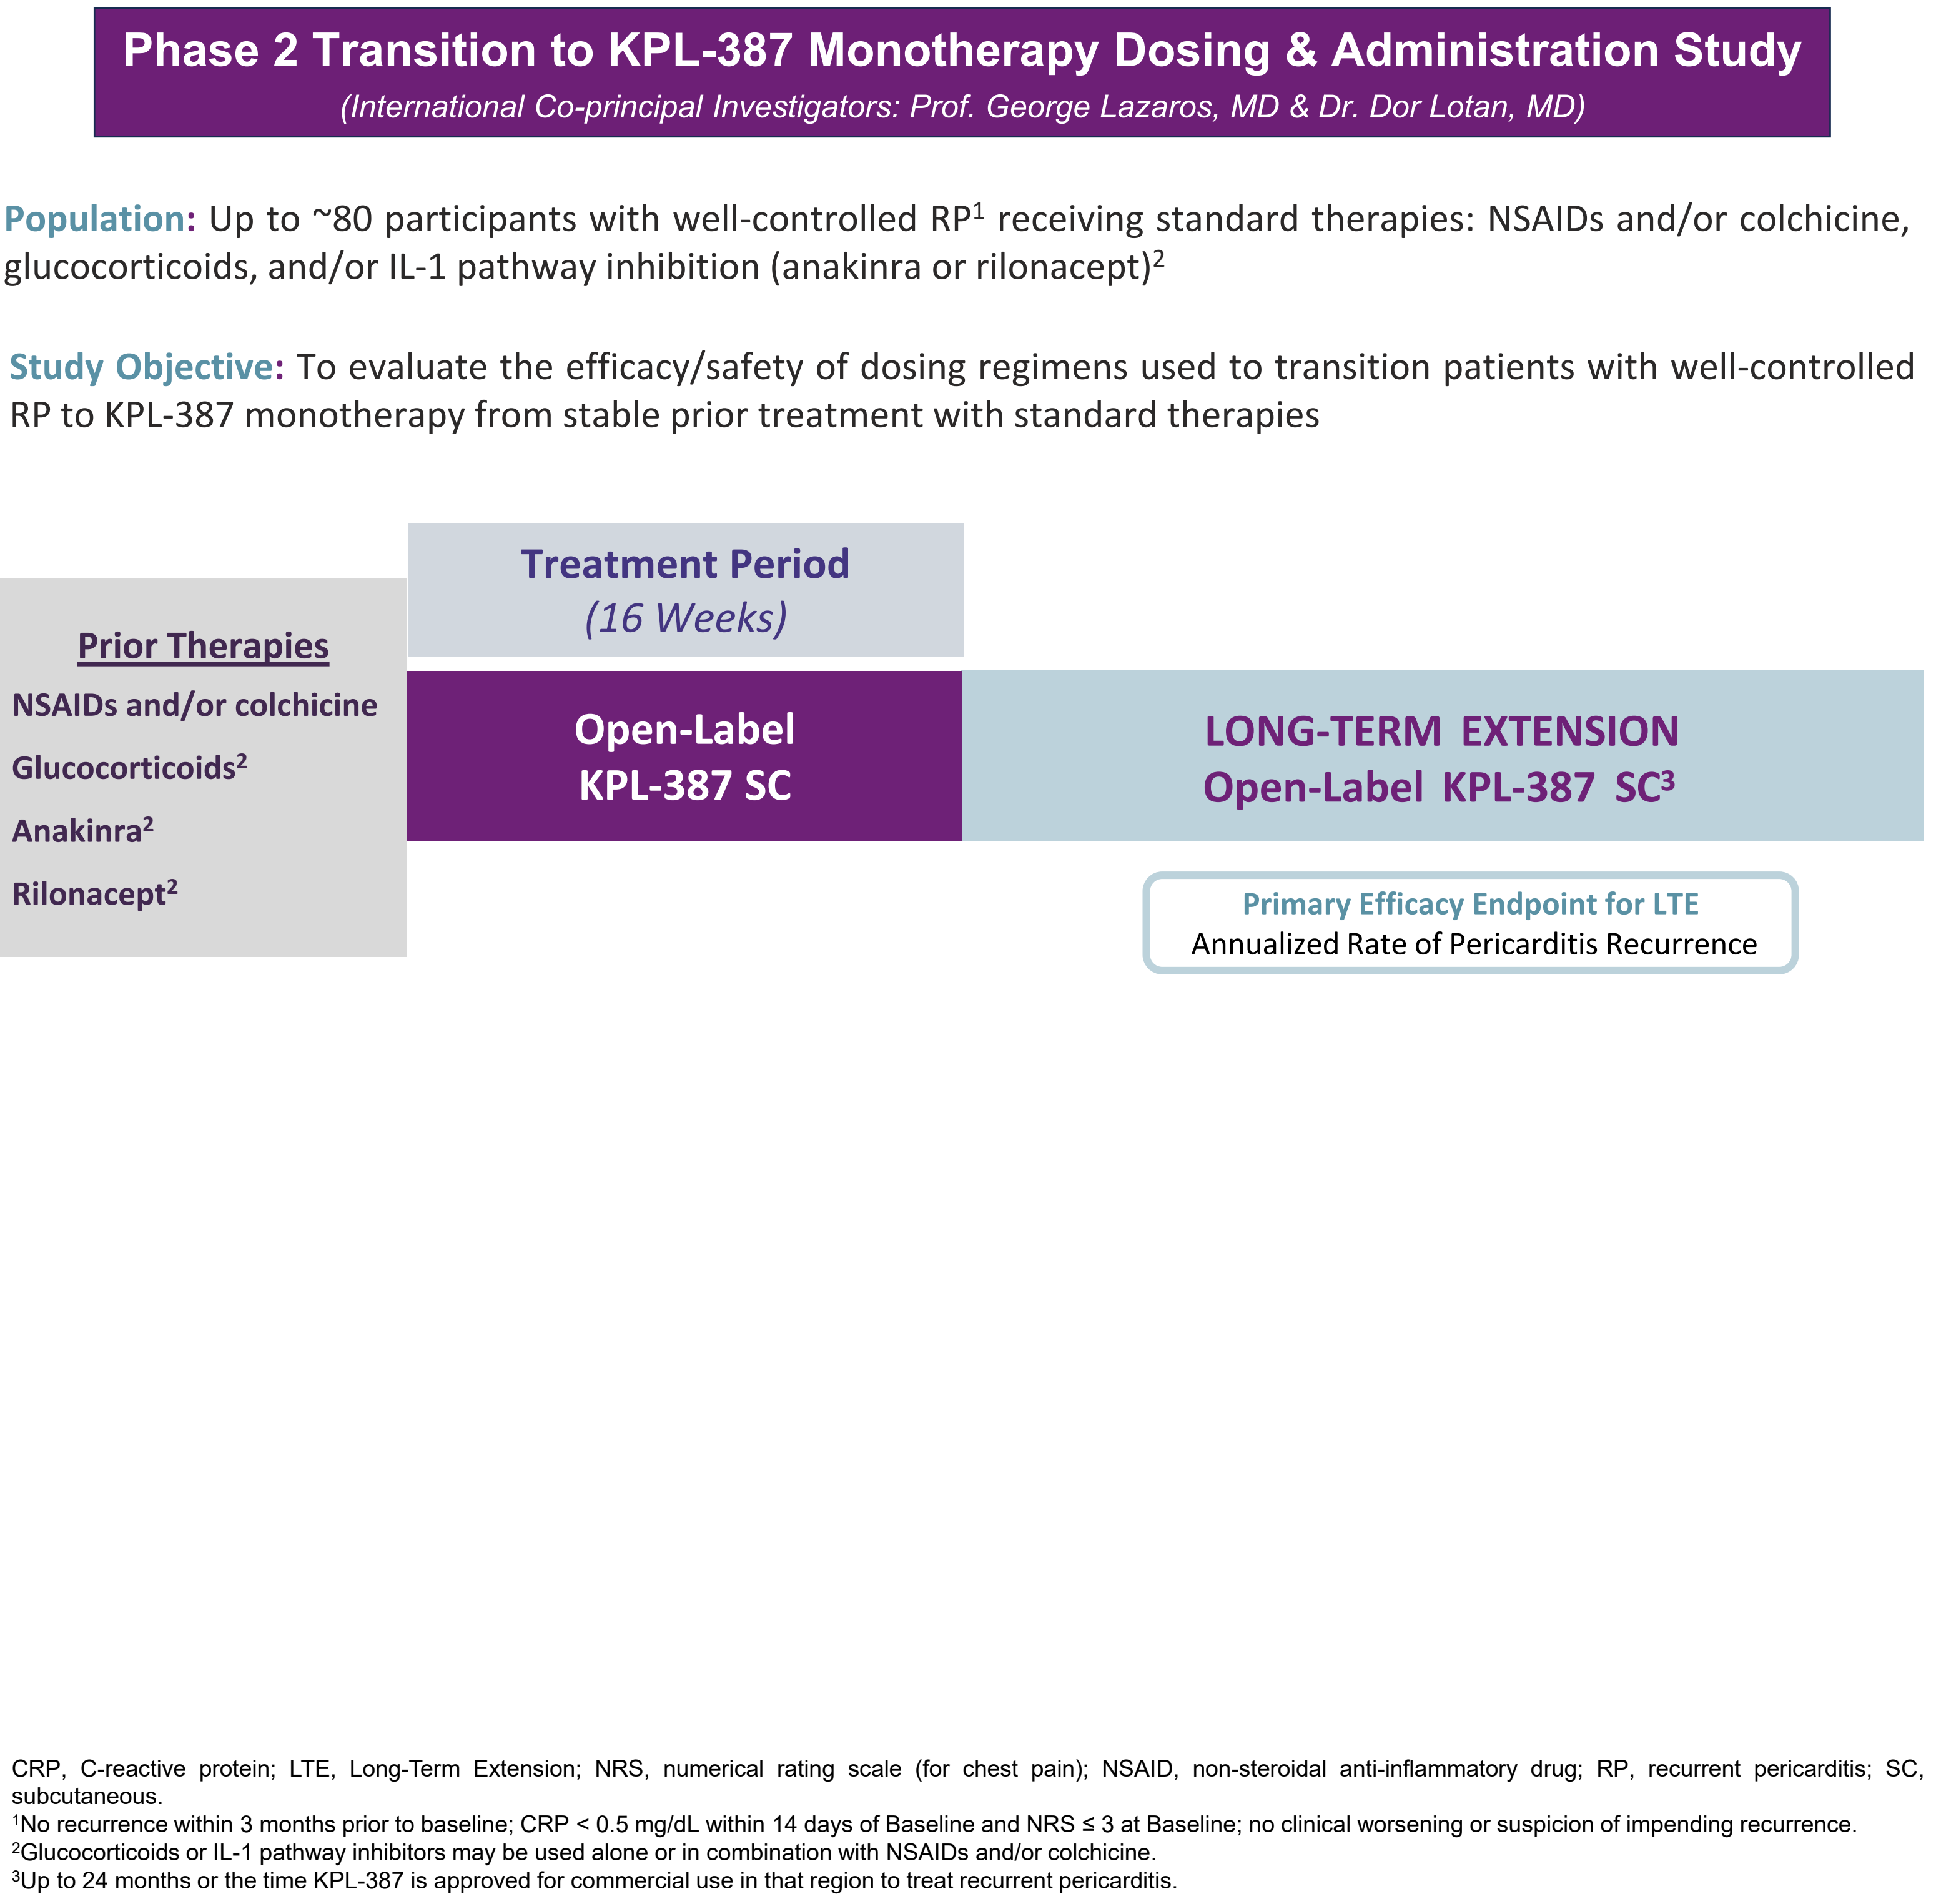 Phase 2 Transition to KPL-387 Monotherapy Dosing & Administration Study
(International Co-principal Investigators: Prof. George Lazaros, MD & Dr. Dor Lotan, MD)
Population: Up to ~80 participants with well-controlled RP¹ receiving standard therapies: NSAIDs and/or colchicine,
glucocorticoids, and/or IL-1 pathway inhibition (anakinra or rilonacept)²
Study Objective: To evaluate the efficacy/safety of dosing regimens used to transition patients with well-controlled
RP to KPL-387 monotherapy from stable prior treatment with standard therapies
Treatment Period
(16 Weeks)
Prior Therapies
NSAIDs and/or colchicine
Glucocorticoids²
Anakinra²
Rilonacept²
Open-Label
KPL-387 SC
LONG-TERM EXTENSION
Open-Label KPL-387 SC³
Primary Efficacy Endpoint for LTE
Annualized Rate of Pericarditis Recurrence
CRP, C-reactive protein; LTE, Long-Term Extension; NRS, numerical rating scale (for chest pain); NSAID, non-steroidal anti-inflammatory drug; RP, recurrent pericarditis; SC,
subcutaneous.
¹No recurrence within 3 months prior to baseline; CRP < 0.5 mg/dL within 14 days of Baseline and NRS ≤ 3 at Baseline; no clinical worsening or suspicion of impending recurrence.
²Glucocorticoids or IL-1 pathway inhibitors may be used alone or in combination with NSAIDs and/or colchicine.
³Up to 24 months or the time KPL-387 is approved for commercial use in that region to treat recurrent pericarditis.